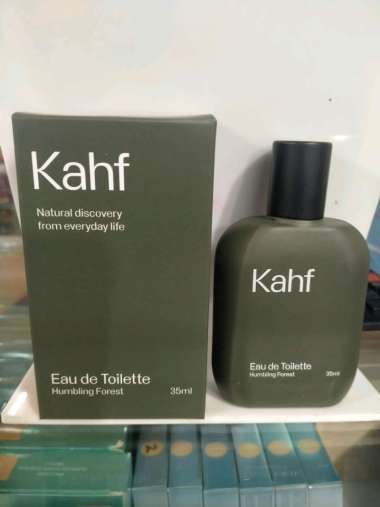 Kahf
Natural discovery
from everyday life
Eau de Toilette
Humbling Forest 35ml
Kahf
Eau de Toilette
Humbling Forest 35ml